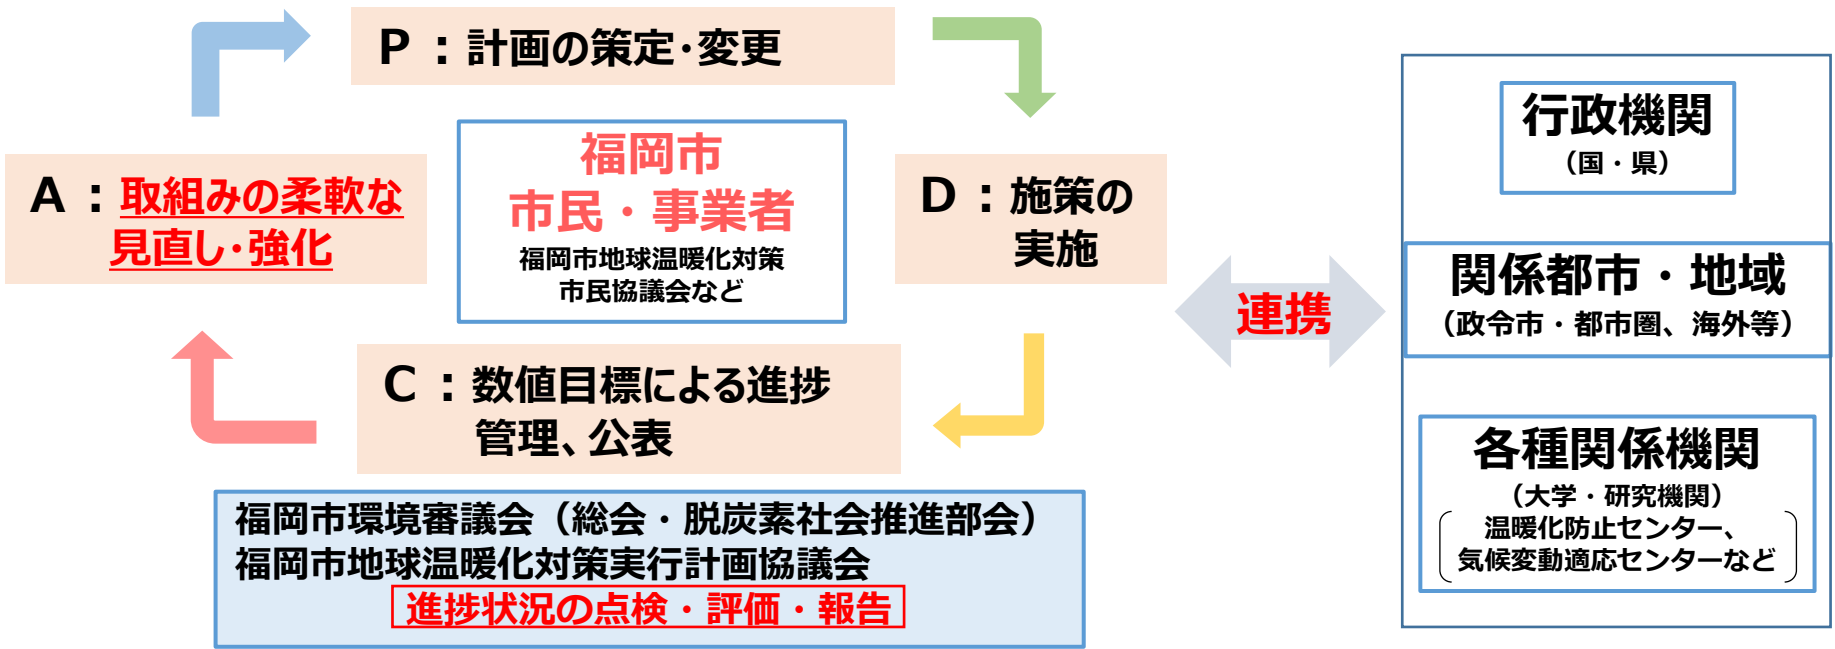 P：計画の策定・変更
A：取組みの柔軟な
見直し・強化
福岡市
市民・事業者
福岡市地球温暖化対策
市民協議会など
D：施策の
実施
C：数値目標による進捗
管理、公表
福岡市環境審議会（総会・脱炭素社会推進部会）
福岡市地球温暖化対策実行計画協議会
進捗状況の点検・評価・報告
連携
行政機関
（国・県）
関係都市・地域
（政令市・都市圏、海外等）
各種関係機関
（大学・研究機関）
温暖化防止センター、
気候変動適応センターなど